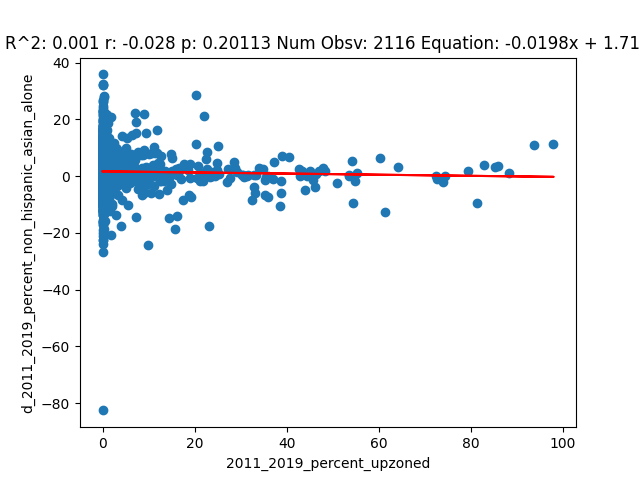 R^2: 0.001 r: -0.028 p: 0.20113 Num Obsv: 2116 Equation: -0.0198x + 1.71
40
20
0
−20
−40
−60
−80
d_2011_2019_percent_non_hispanic_asian_alone
0 20 40 60 80 100
2011_2019_percent_upzoned